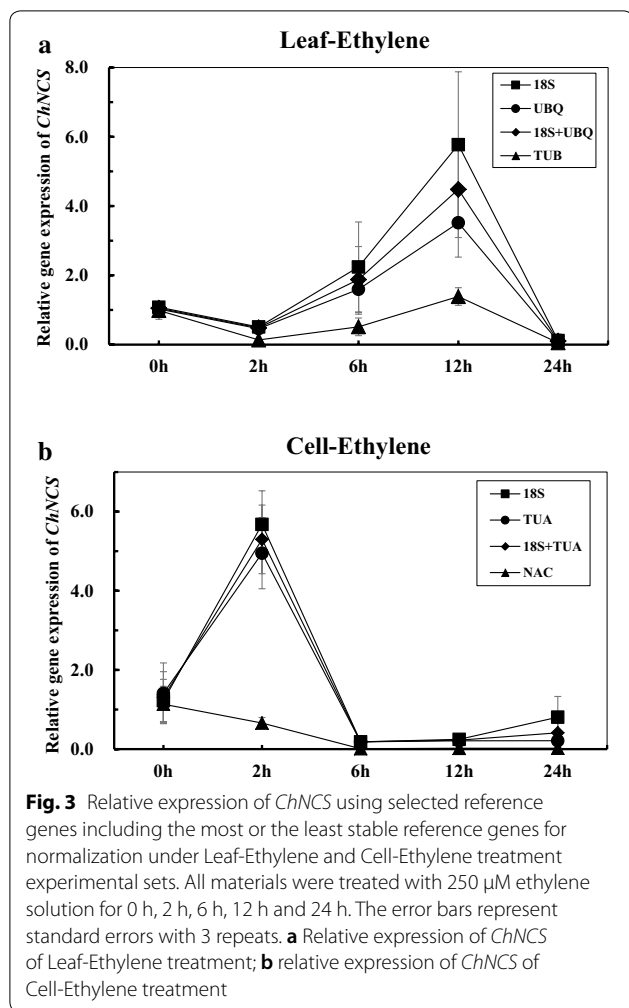 a
Leaf-Ethylene
Relative gene expression of ChNCS
8.0
6.0
4.0
2.0
0.0
18S
UBQ
18S+UBQ
TUB
0h 2h 6h 12h 24h
b
Cell-Ethylene
Relative gene expression of ChNCS
6.0
4.0
2.0
0.0
18S
TUA
18S+TUA
NAC
0h 2h 6h 12h 24h
Fig. 3 Relative expression of ChNCS using selected reference
genes including the most or the least stable reference genes for
normalization under Leaf-Ethylene and Cell-Ethylene treatment
experimental sets. All materials were treated with 250 µM ethylene
solution for 0 h, 2 h, 6 h, 12 h and 24 h. The error bars represent
standard errors with 3 repeats. a Relative expression of ChNCS
of Leaf-Ethylene treatment; b relative expression of ChNCS of
Cell-Ethylene treatment